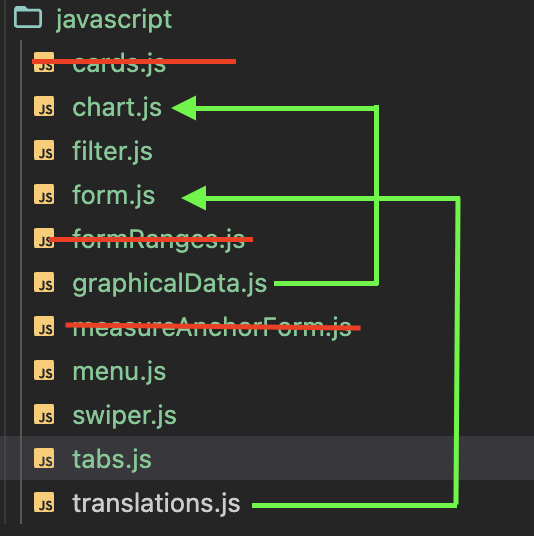 javascript
JS cards.js
JS chart.js
JS filter.js
JS form.js
JS formRanges.js
JS graphicalData.js
JS measureAnchorForm.js
JS menu.js
JS swiper.js
JS tabs.js
JS translations.js